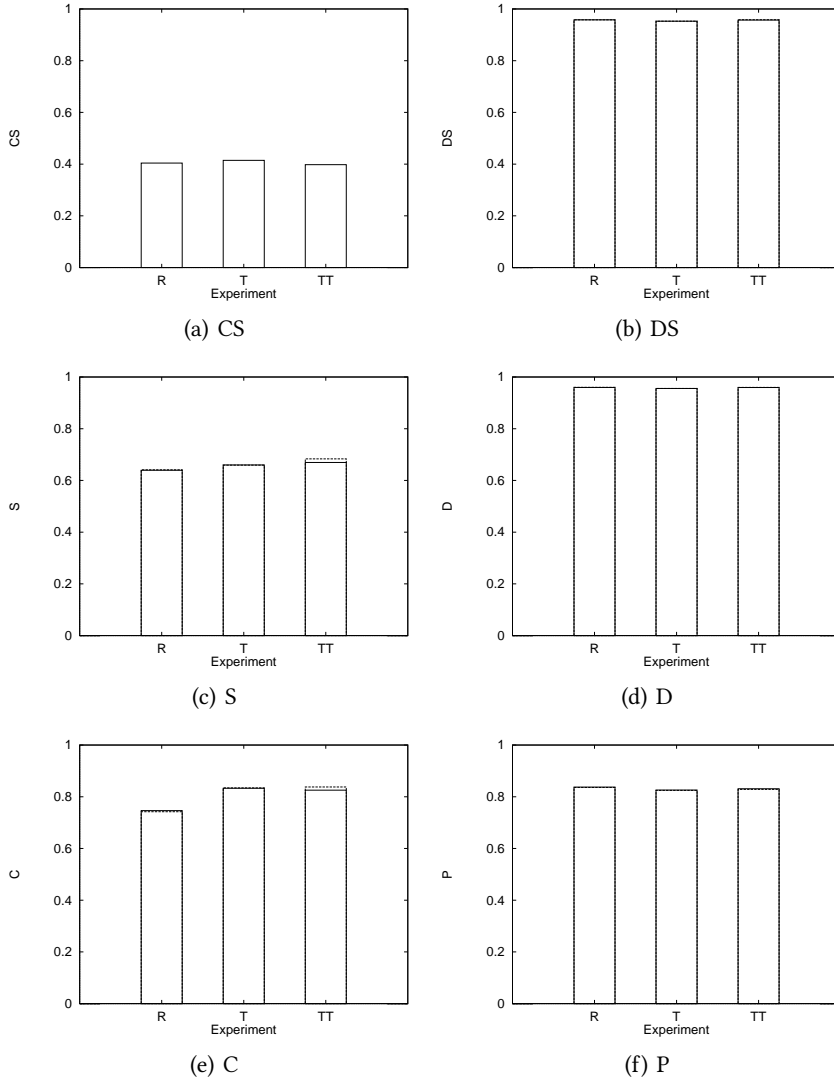 1
0.8
0.6
CS
0.4
0.2
0
R T TT
Experiment
(a) CS
1
0.8
0.6
DS
0.4
0.2
0
R T TT
Experiment
(b) DS
1
0.8
0.6
S
0.4
0.2
0
R T TT
Experiment
(c) S
1
0.8
0.6
D
0.4
0.2
0
R T TT
Experiment
(d) D
1
0.8
0.6
C
0.4
0.2
0
R T TT
Experiment
(e) C
1
0.8
0.6
P
0.4
0.2
0
R T TT
Experiment
(f) P